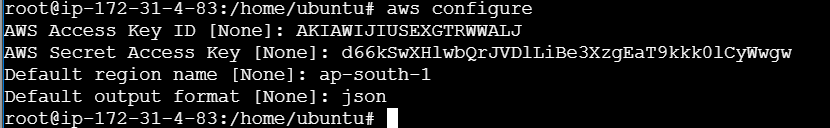 root@ip-172-31-4-83:/home/ubuntu# aws configure
AWS Access Key ID [None]: AKIAWIJIUSEXGTRWWALJ
AWS Secret Access Key [None]: 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
Default region name [None]: ap-south-1
Default output format [None]: json
root@ip-172-31-4-83:/home/ubuntu#